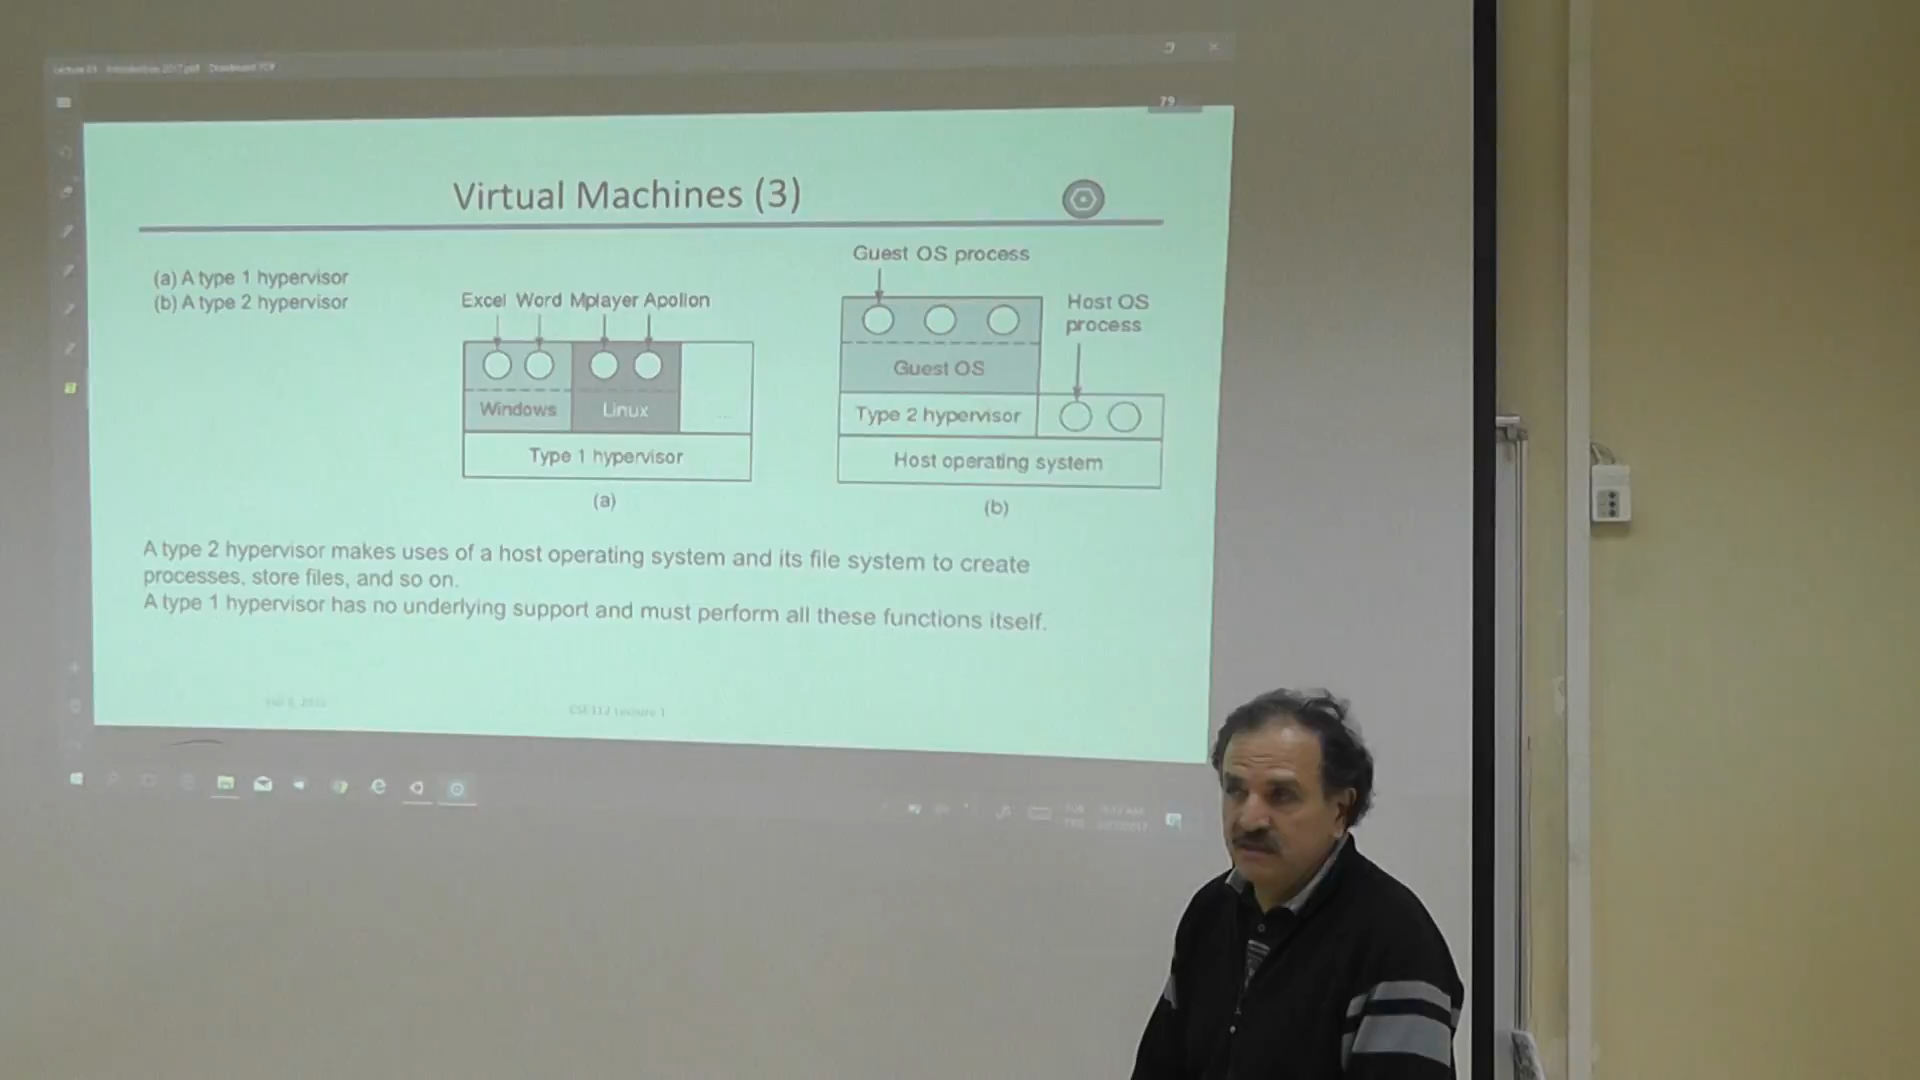 79
Virtual Machines (3)
(a) A type 1 hypervisor
(b) A type 2 hypervisor
Excel Word Mplayer Apollon
Windows
Linux
...
Type 1 hypervisor
(a)
Guest OS process
Host OS
process
Guest OS
Type 2 hypervisor
Host operating system
(b)
A type 2 hypervisor makes uses of a host operating system and its file system to create
processes, store files, and so on.
A type 1 hypervisor has no underlying support and must perform all these functions itself.
Lecture 1